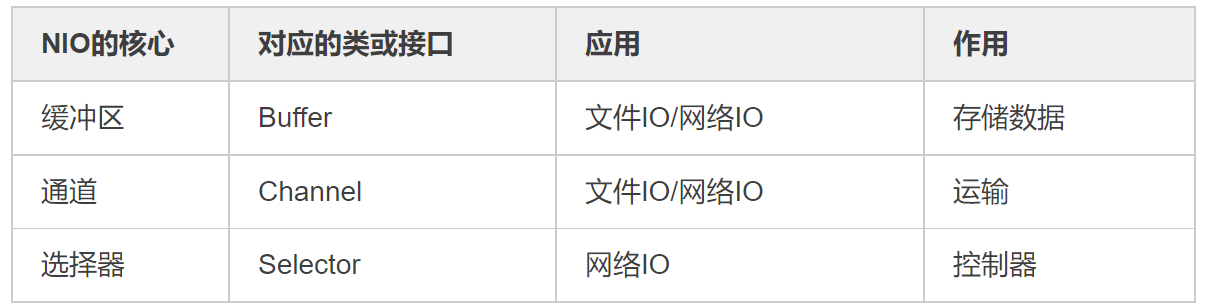 NIO的核心 对应的类或接口 应用 作用
缓冲区 Buffer 文件IO/网络IO 存储数据
通道 Channel 文件IO/网络IO 运输
选择器 Selector 网络IO 控制器